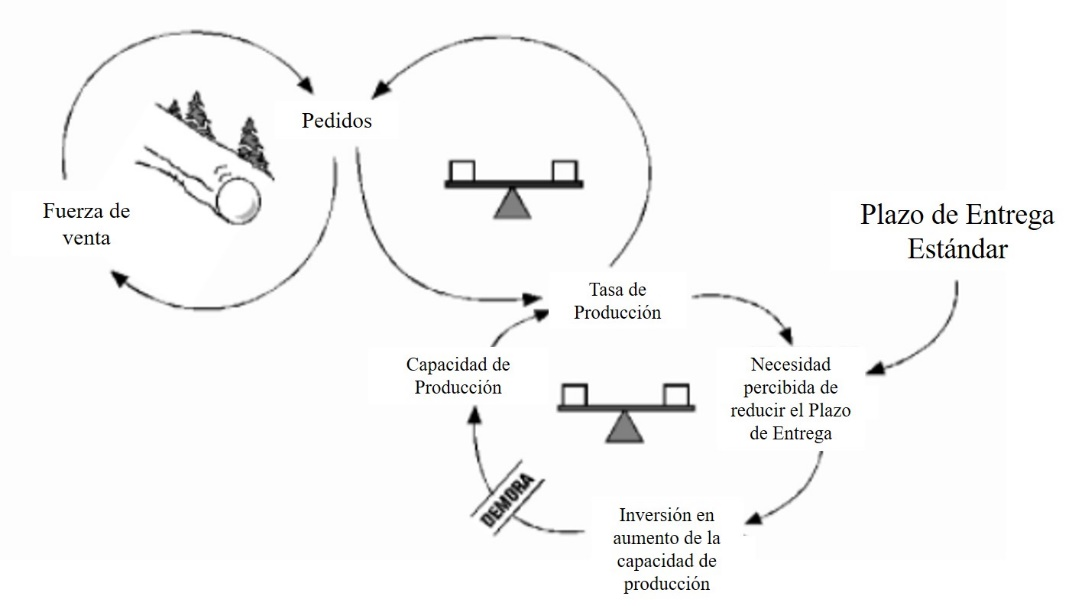 Pedidos
Fuerza de
venta
Plazo de Entrega
Estándar
Tasa de
Producción
Capacidad de
Producción
Necesidad
percibida de
reducir el Plazo
de Entrega
DEMORA
Inversión en
aumento de la
capacidad de
producción